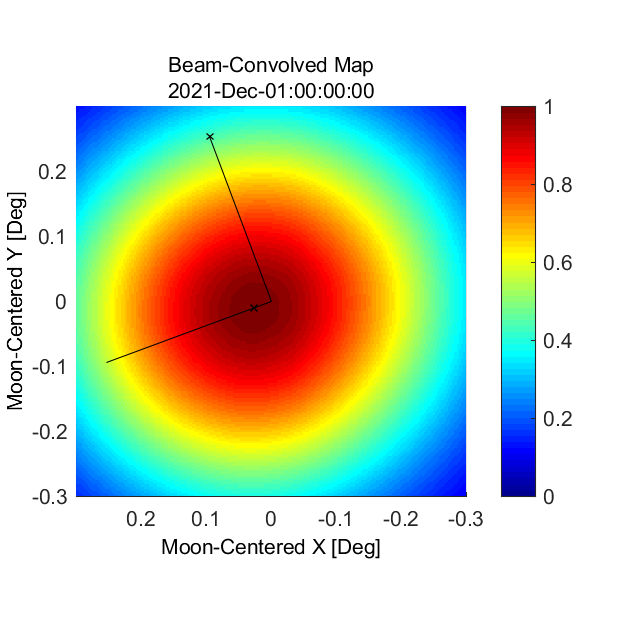 Beam-Convolved Map
2021-Dec-01:00:00:00
Moon-Centered Y [Deg]
0.2
0.1
0
-0.1
-0.2
-0.3
0.2 0.1 0 -0.1 -0.2 -0.3
Moon-Centered X [Deg]
1
0.8
0.6
0.4
0.2
0